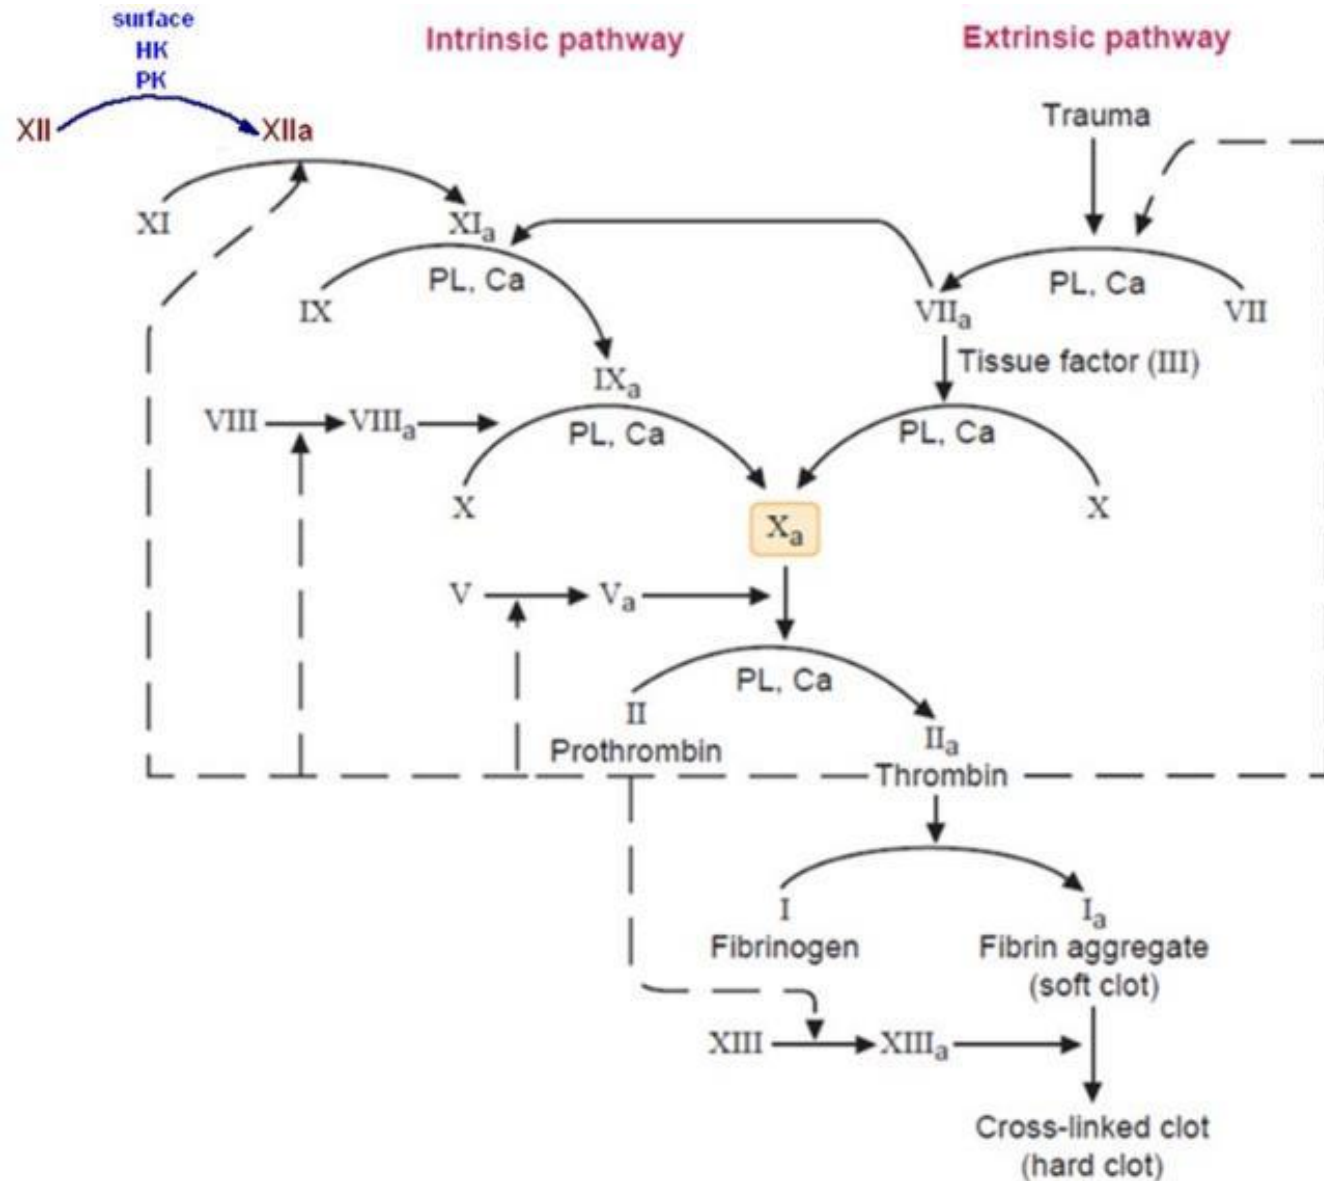 surface
HK
PK
Intrinsic pathway
Extrinsic pathway
XII
XIIa
Trauma
XI
XIa
PL, Ca
PL, Ca
IX
VIIa
VII
Tissue factor (III)
IXa
VIII
VIIIa
PL, Ca
PL, Ca
X
Xa
X
V
Va
PL, Ca
II
Prothrombin
IIa
Thrombin
I
Fibrinogen
Ia
Fibrin aggregate
(soft clot)
XIII
XIIIa
Cross-linked clot
(hard clot)